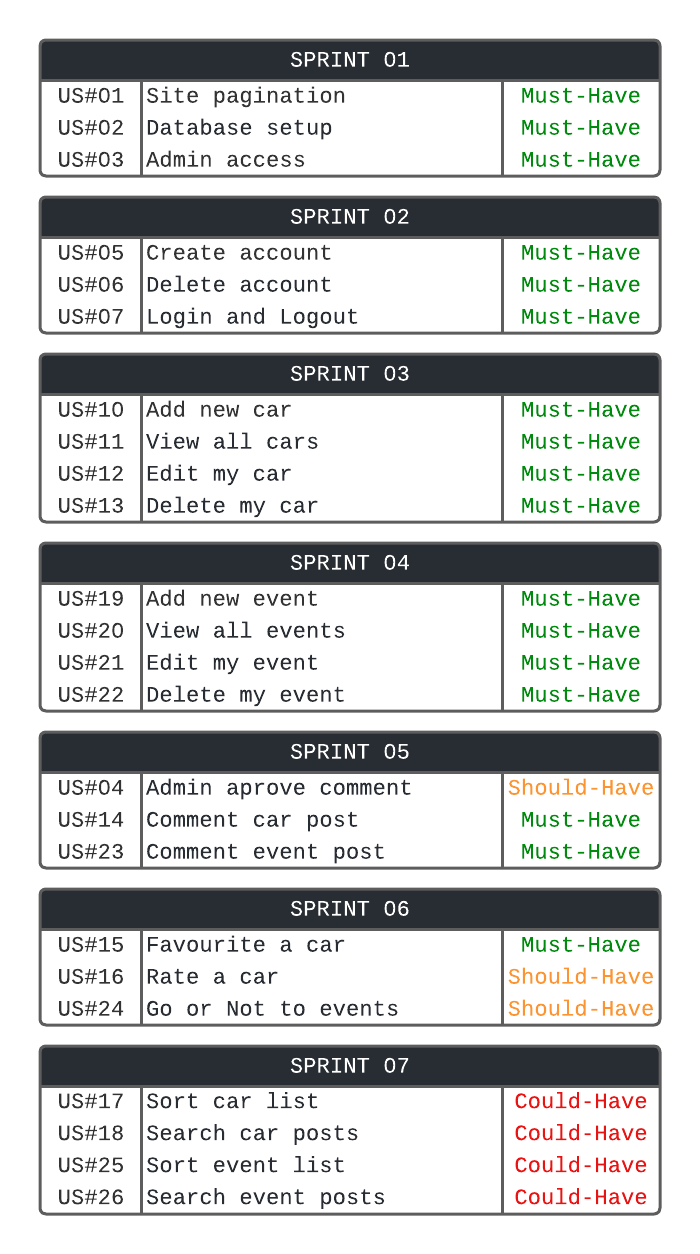 SPRINT 01
US#01 Site pagination Must-Have
US#02 Database setup Must-Have
US#03 Admin access Must-Have
SPRINT 02
US#05 Create account Must-Have
US#06 Delete account Must-Have
US#07 Login and Logout Must-Have
SPRINT 03
US#10 Add new car Must-Have
US#11 View all cars Must-Have
US#12 Edit my car Must-Have
US#13 Delete my car Must-Have
SPRINT 04
US#19 Add new event Must-Have
US#20 View all events Must-Have
US#21 Edit my event Must-Have
US#22 Delete my event Must-Have
SPRINT 05
US#04 Admin aprove comment Should-Have
US#14 Comment car post Must-Have
US#23 Comment event post Must-Have
SPRINT 06
US#15 Favourite a car Must-Have
US#16 Rate a car Should-Have
US#24 Go or Not to events Should-Have
SPRINT 07
US#17 Sort car list Could-Have
US#18 Search car posts Could-Have
US#25 Sort event list Could-Have
US#26 Search event posts Could-Have